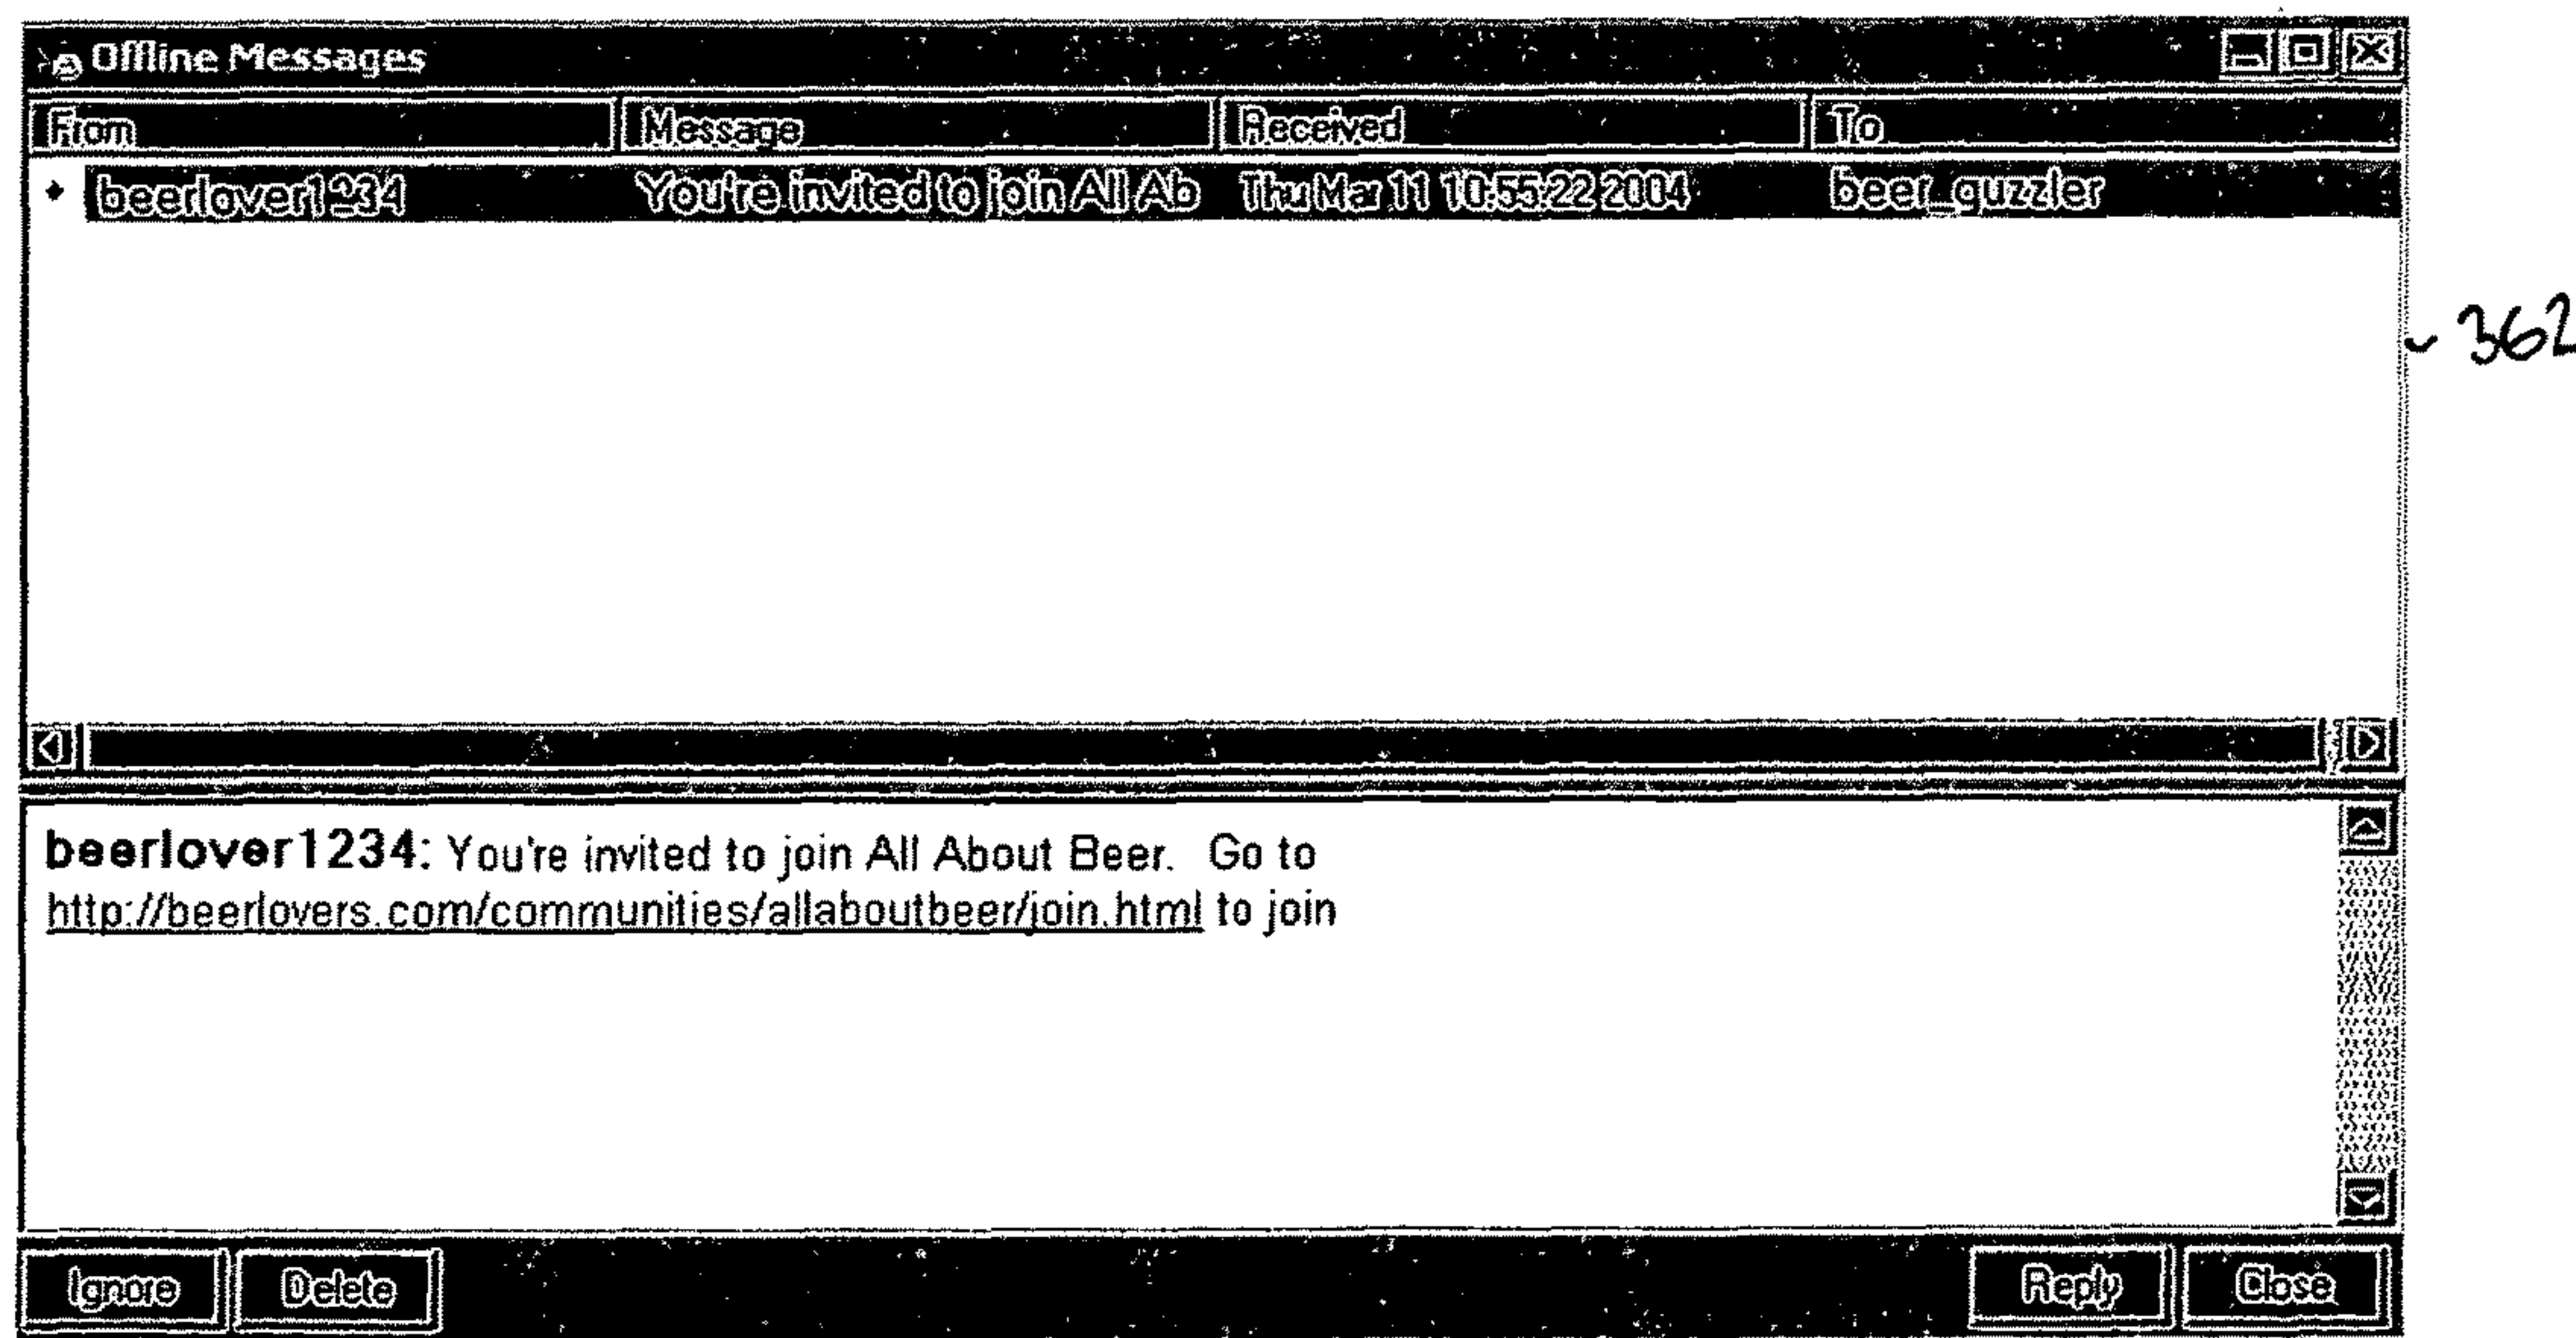 Offline Messages
From Message Received To
beerlover1234 You're invited to join All Ab Thu Mar 11 10:55:22 2004 beer_guzzler
362
beerlover1234: You're invited to join All About Beer. Go to
http://beerlovers.com/communities/allaboutbeer/join.html to join
Ignore Delete Reply Close